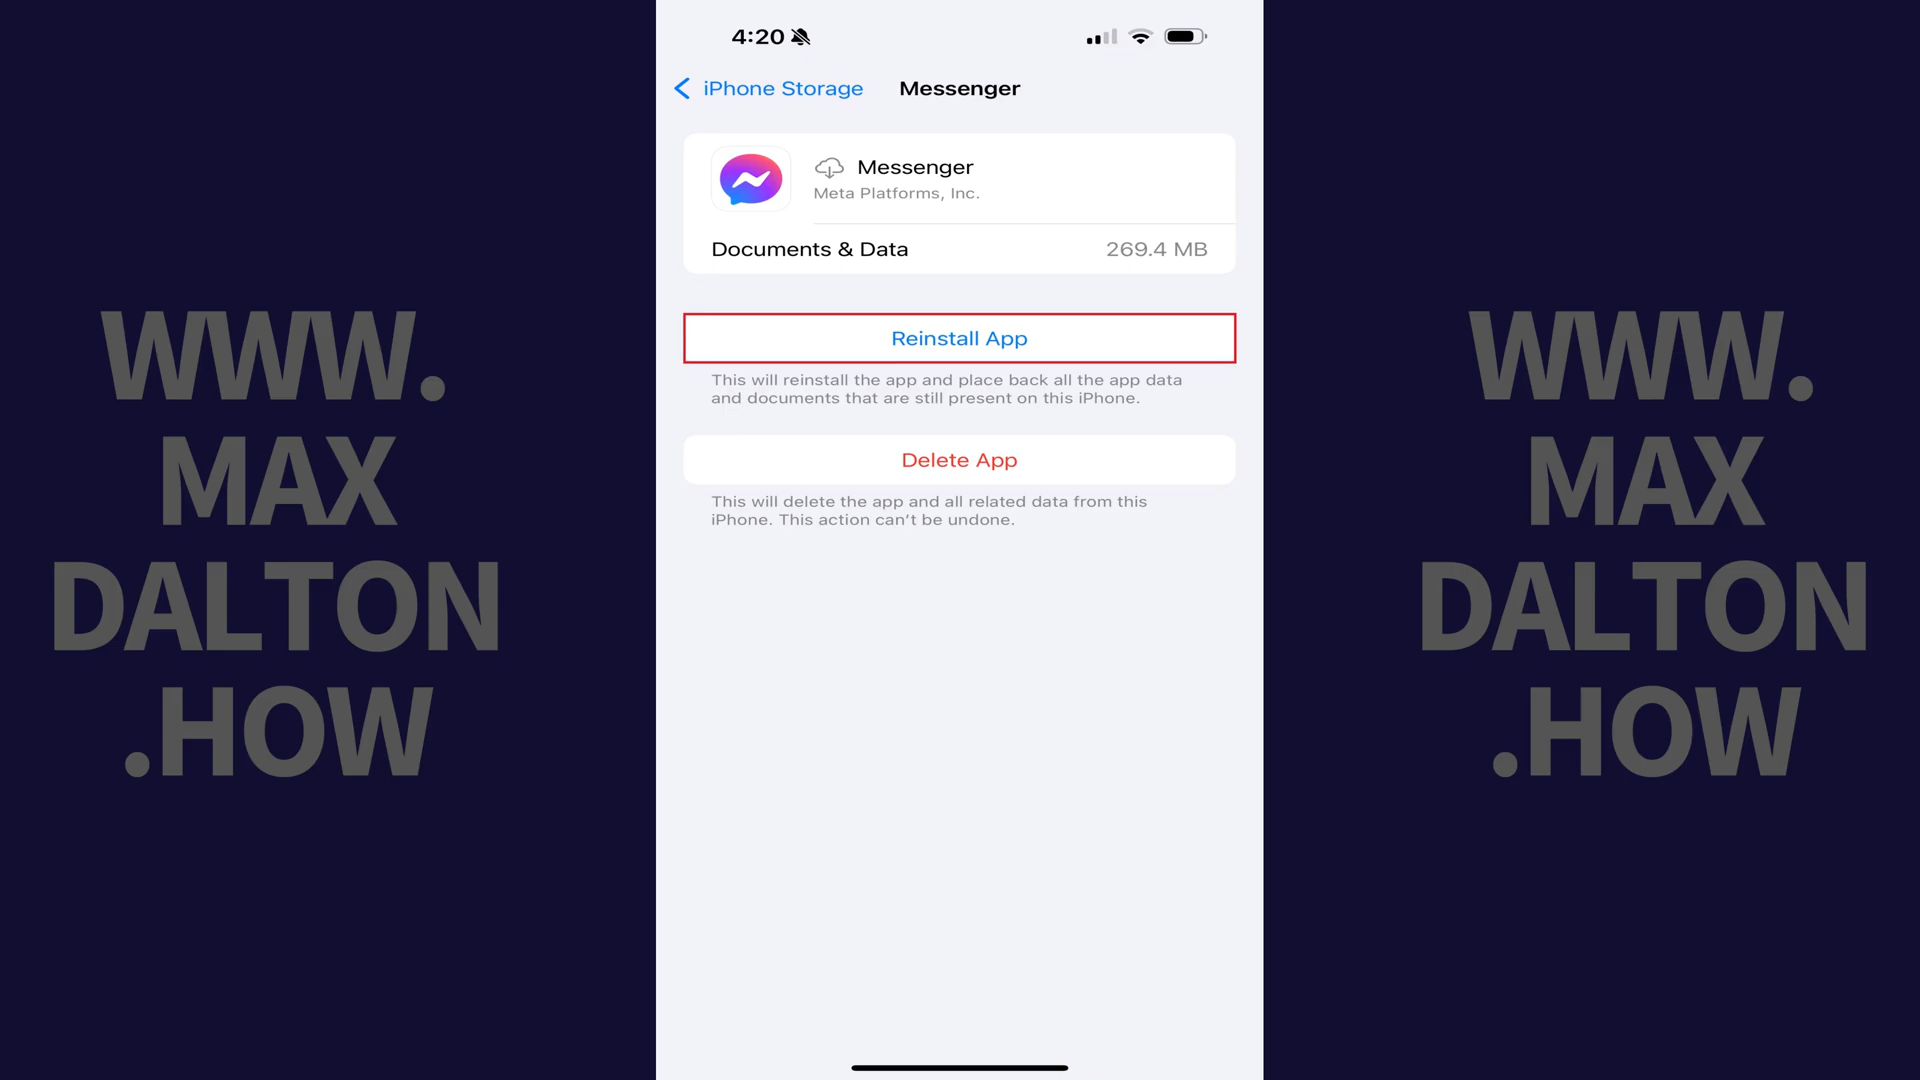 4:20
iPhone Storage
Messenger
Messenger
Meta Platforms, Inc.
Documents & Data
269.4 MB
Reinstall App
This will reinstall the app and place back all the app data
and documents that are still present on this iPhone.
Delete App
This will delete the app and all related data from this
iPhone. This action can’t be undone.
WWW.
MAX
DALTON
.HOW
WWW.
MAX
DALTON
.HOW